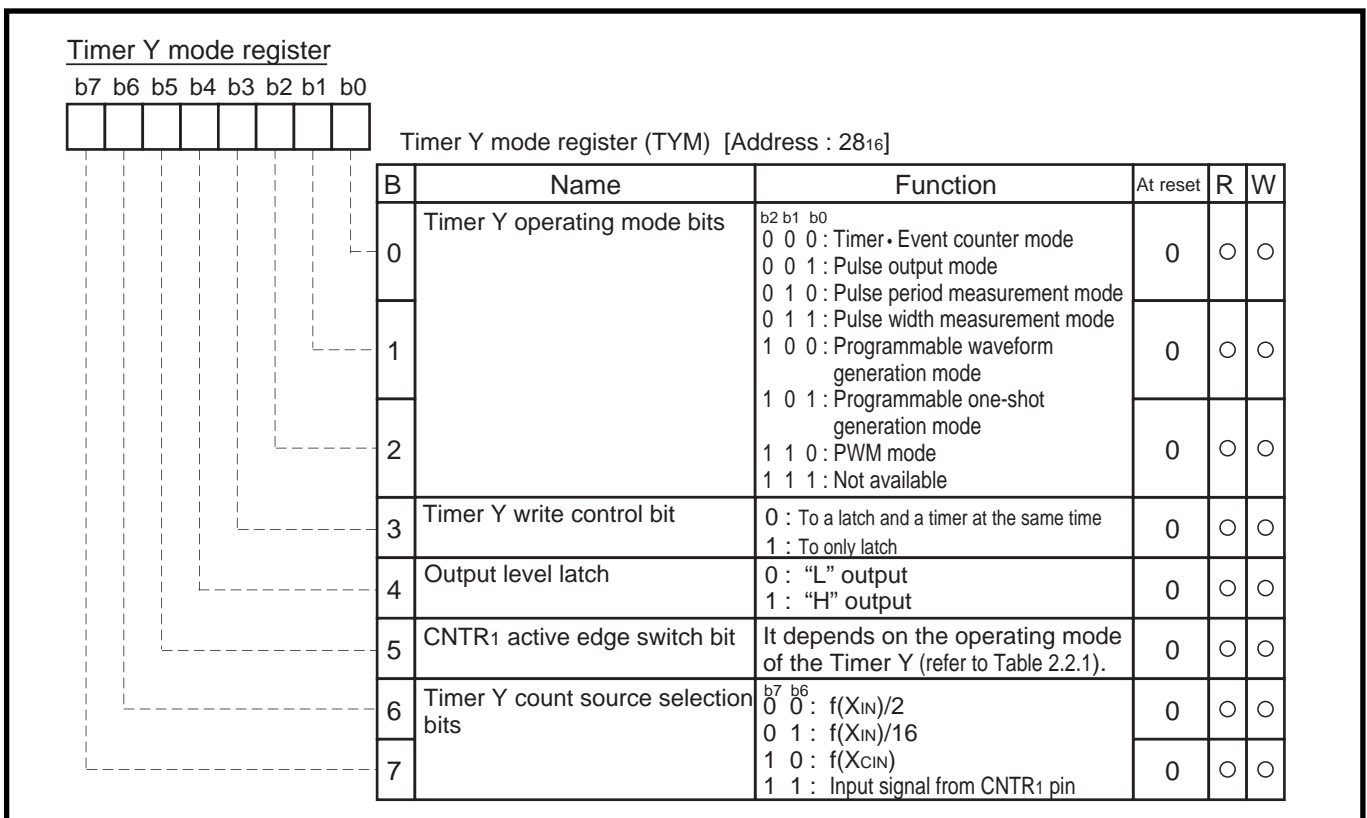 Timer Y mode register
b7 b6 b5 b4 b3 b2 b1 b0
Timer Y mode register (TYM) [Address : 2816]
B Name Function At reset R W
0 Timer Y operating mode bits b2 b1 b0
0 0 0 : Timer • Event counter mode
0 0 1 : Pulse output mode
0 1 0 : Pulse period measurement mode
0 ○ ○
0 1 1 : Pulse width measurement mode
1 0 0 : Programmable waveform
generation mode
1 0 ○ ○
1 0 1 : Programmable one-shot
generation mode
1 1 0 : PWM mode
1 1 1 : Not available
2 0 ○ ○
3 Timer Y write control bit 0 : To a latch and a timer at the same time
1 : To only latch
0 ○ ○
4 Output level latch 0 : “L” output
1 : “H” output
0 ○ ○
5 CNTR1 active edge switch bit It depends on the operating mode
of the Timer Y (refer to Table 2.2.1).
0 ○ ○
6 Timer Y count source selection
bits
b7 b6
0 0 : f(XIN)/2
0 1 : f(XIN)/16
0 ○ ○
7 1 0 : f(XCIN)
1 1 : Input signal from CNTR1 pin
0 ○ ○